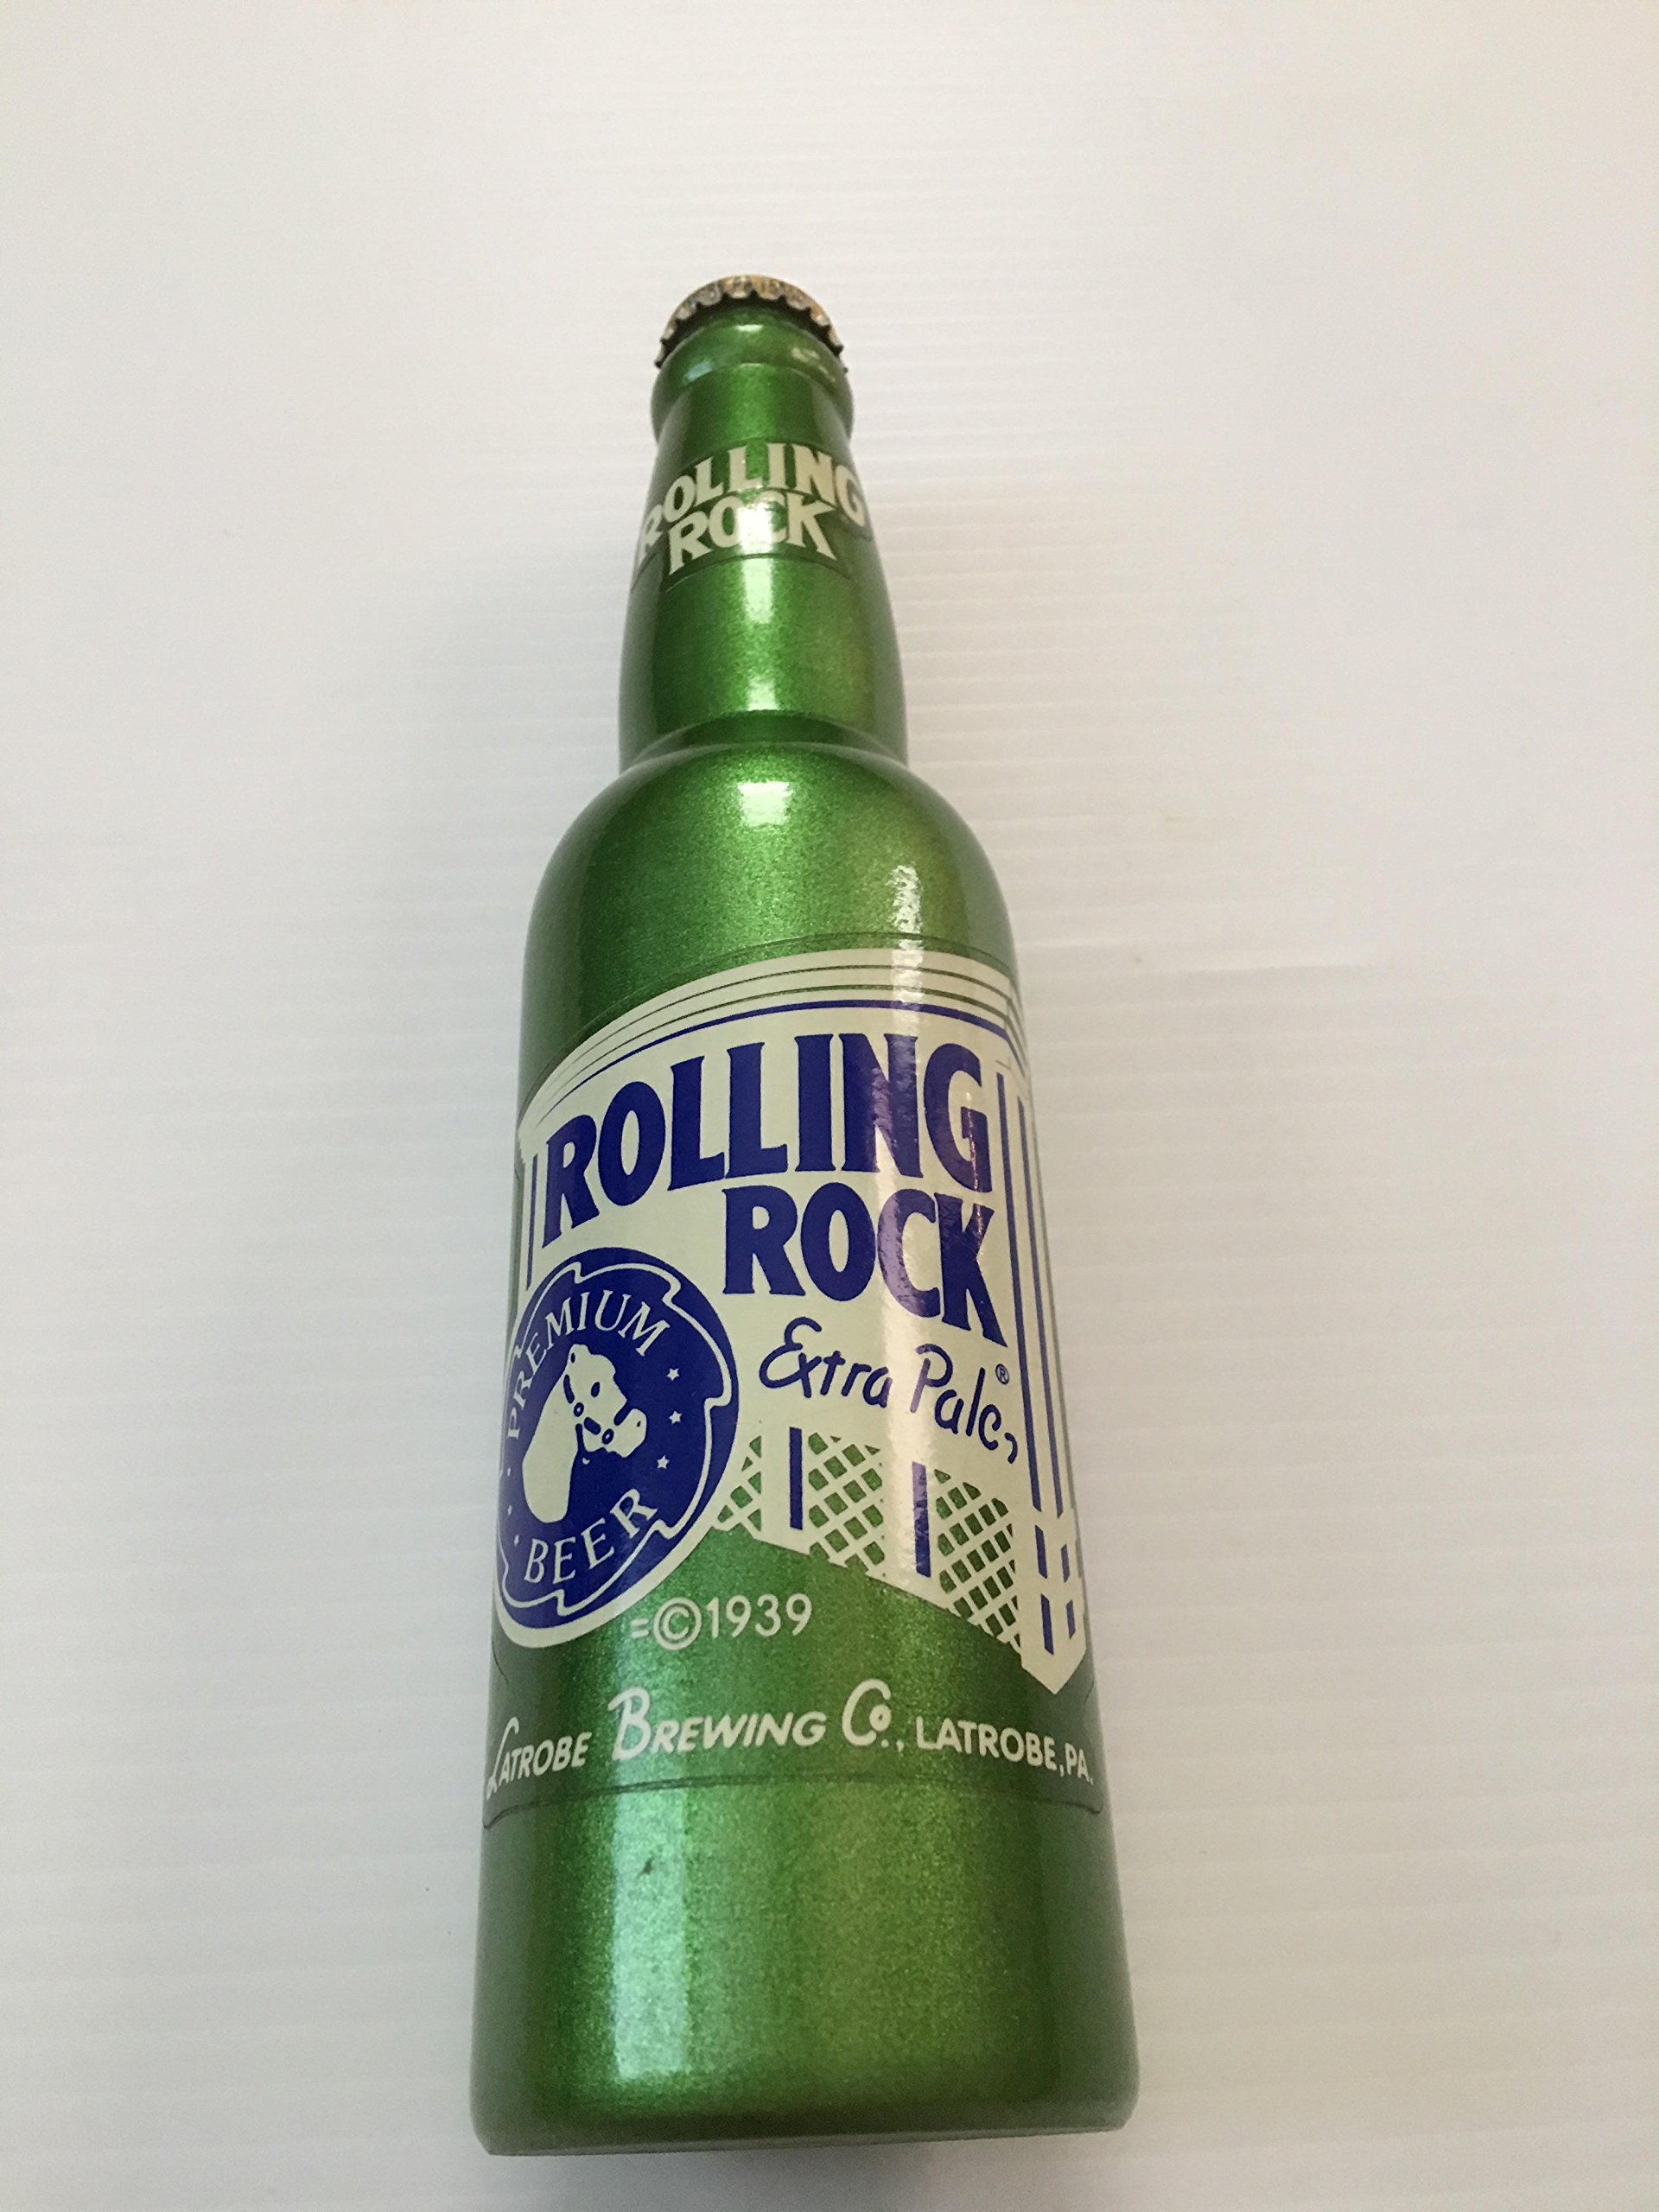 ROLLING
ROCK
ROLLING
ROCK
Extra Pale®
PREMIUM
BEER
=©1939
LATROBE BREWING Co., LATROBE, PA.